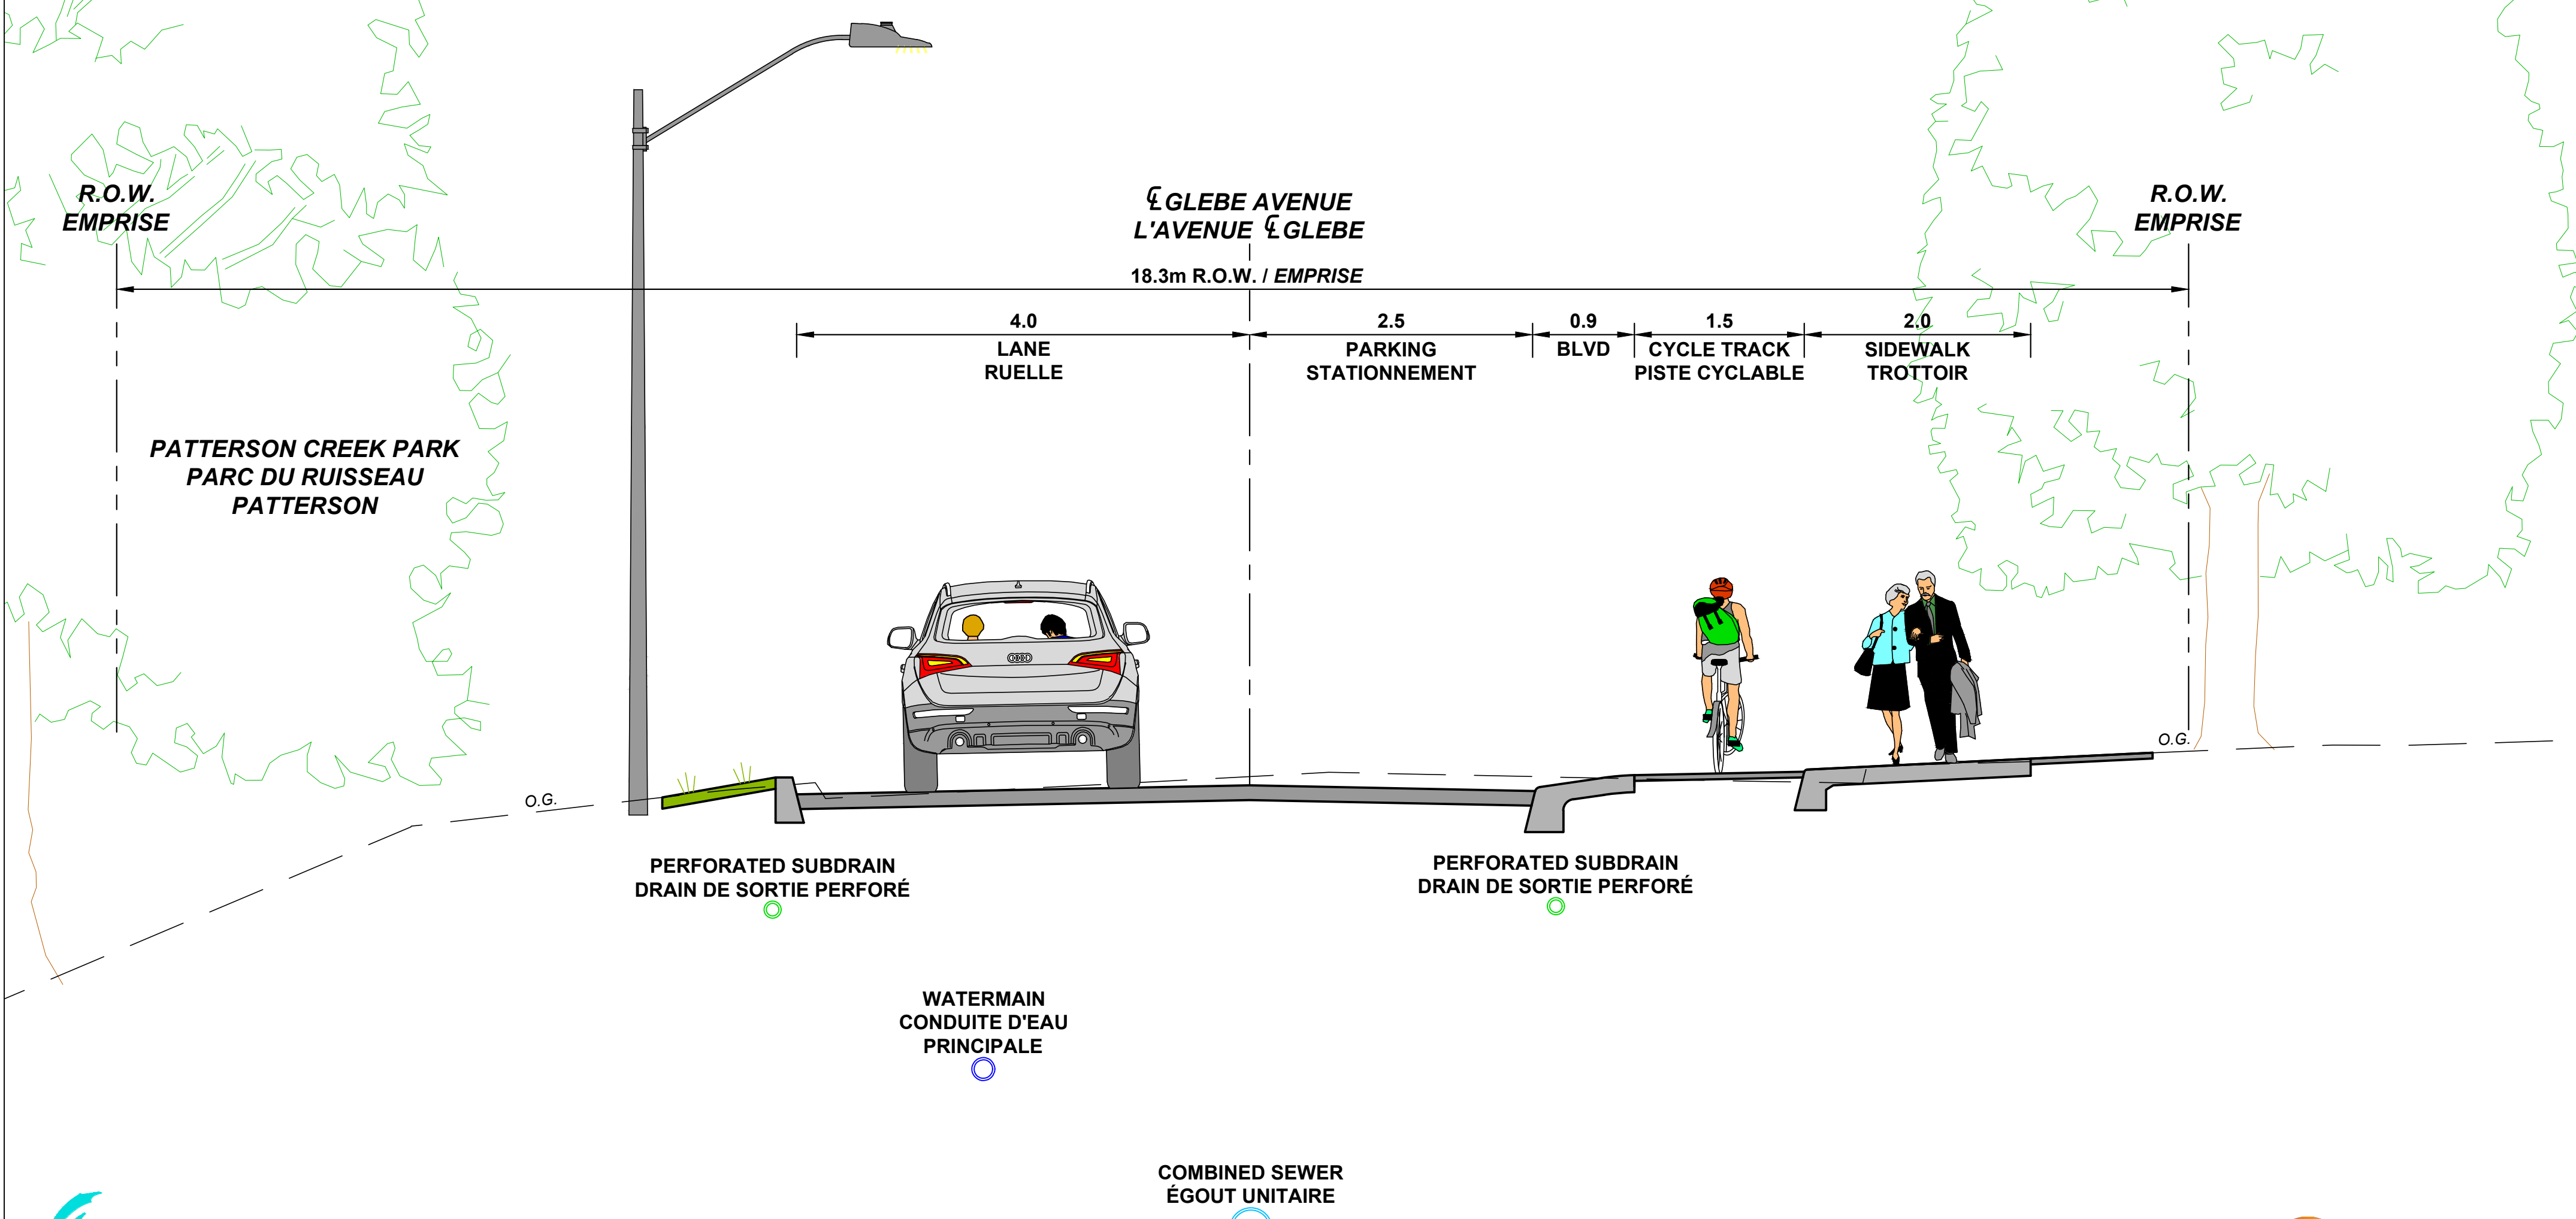 R.O.W.
EMPRISE
℄ GLEBE AVENUE
L'AVENUE ℄ GLEBE
R.O.W.
EMPRISE
18.3m R.O.W. / EMPRISE
4.0
LANE
RUELLE
2.5
PARKING
STATIONNEMENT
0.9
BLVD
1.5
CYCLE TRACK
PISTE CYCLABLE
2.0
SIDEWALK
TROTTOIR
PATTERSON CREEK PARK
PARC DU RUISSEAU
PATTERSON
O.G.
O.G.
PERFORATED SUBDRAIN
DRAIN DE SORTIE PERFORÉ
PERFORATED SUBDRAIN
DRAIN DE SORTIE PERFORÉ
WATERMAIN
CONDUITE D'EAU
PRINCIPALE
COMBINED SEWER
ÉGOUT UNITAIRE